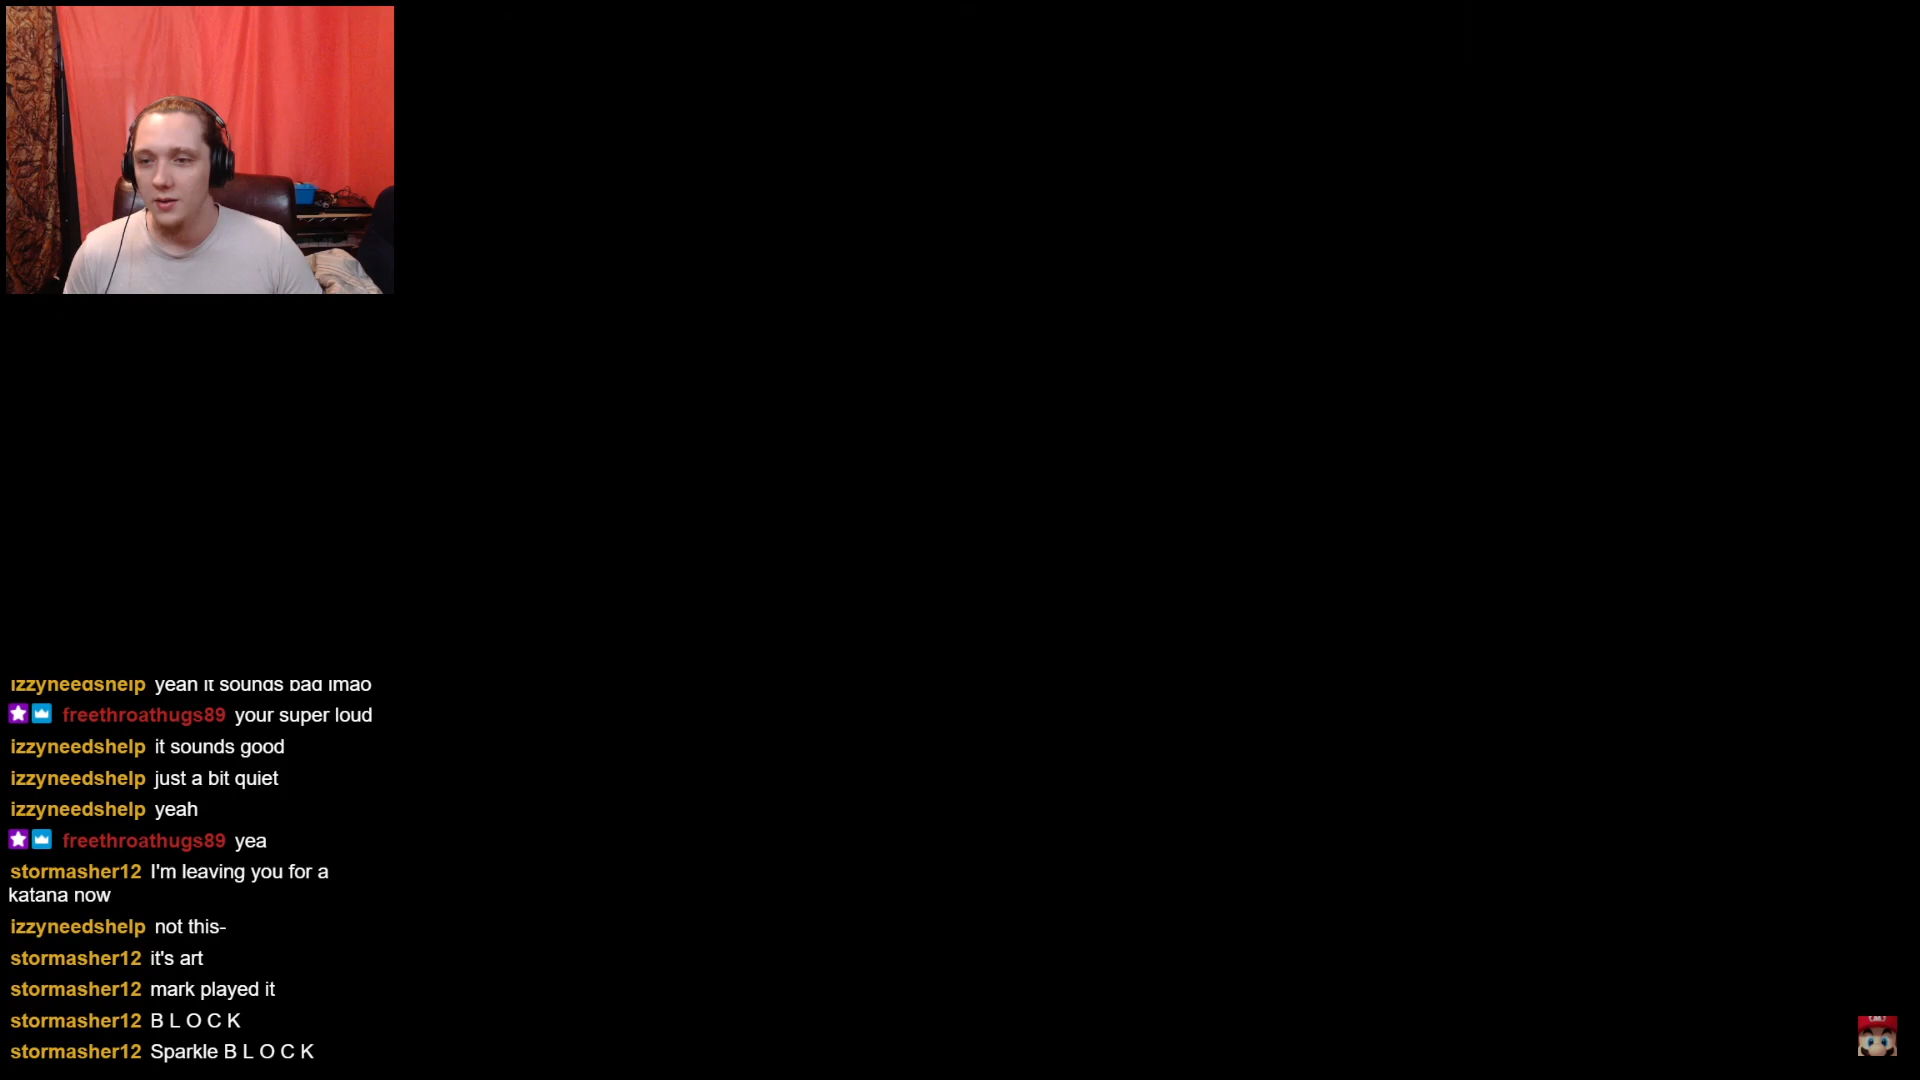 izzyneedshelp yeah it sounds bad lmao
freethroathugs89 your super loud
izzyneedshelp it sounds good
izzyneedshelp just a bit quiet
izzyneedshelp yeah
freethroathugs89 yea
stormasher12 I'm leaving you for a
katana now
izzyneedshelp not this-
stormasher12 it's art
stormasher12 mark played it
stormasher12 B L O C K
stormasher12 Sparkle B L O C K